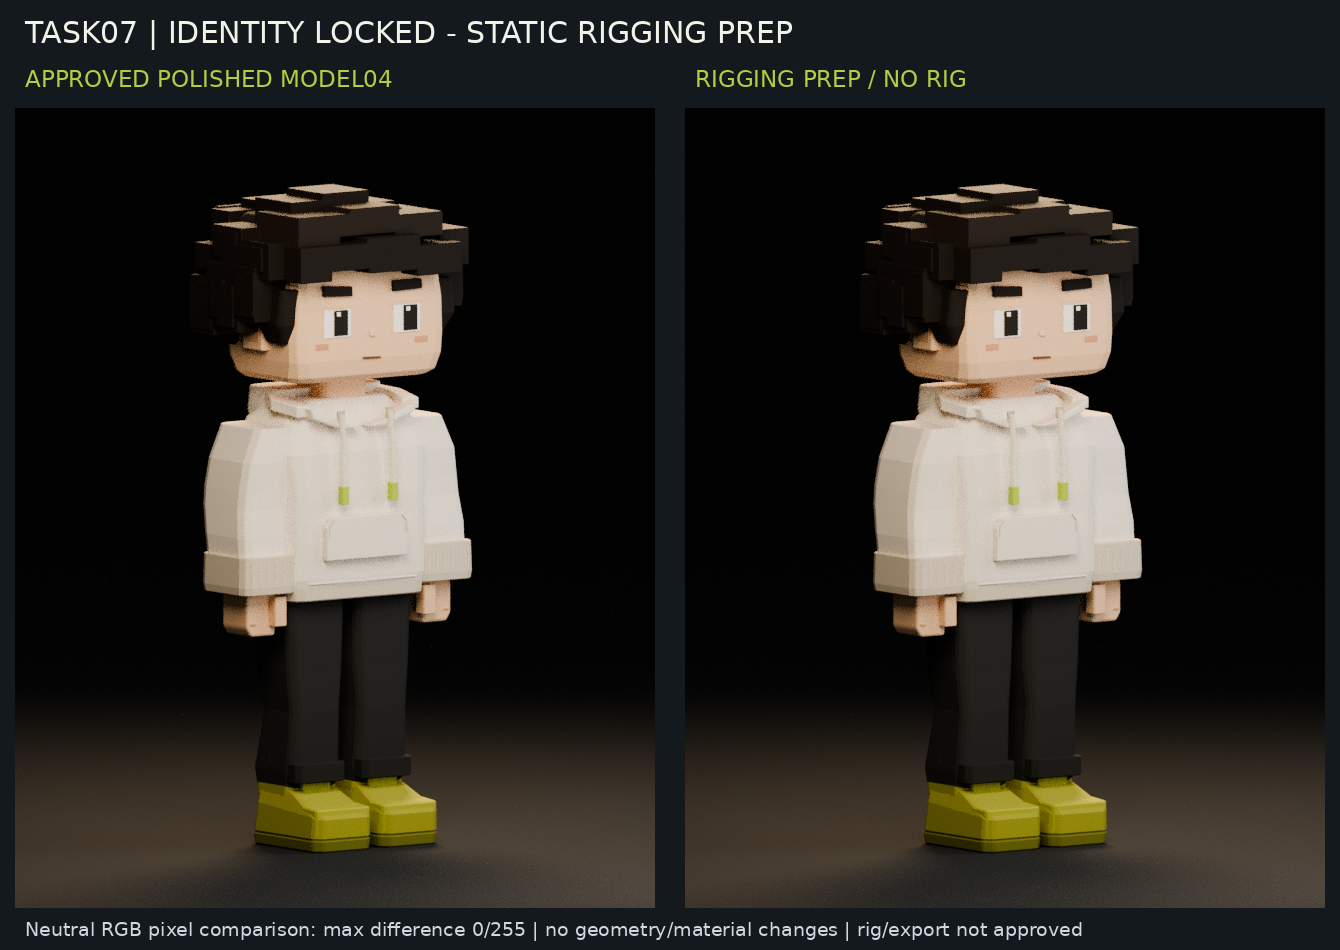 TASK07 | IDENTITY LOCKED - STATIC RIGGING PREP
APPROVED POLISHED MODEL04
RIGGING PREP / NO RIG
Neutral RGB pixel comparison: max difference 0/255 | no geometry/material changes | rig/export not approved